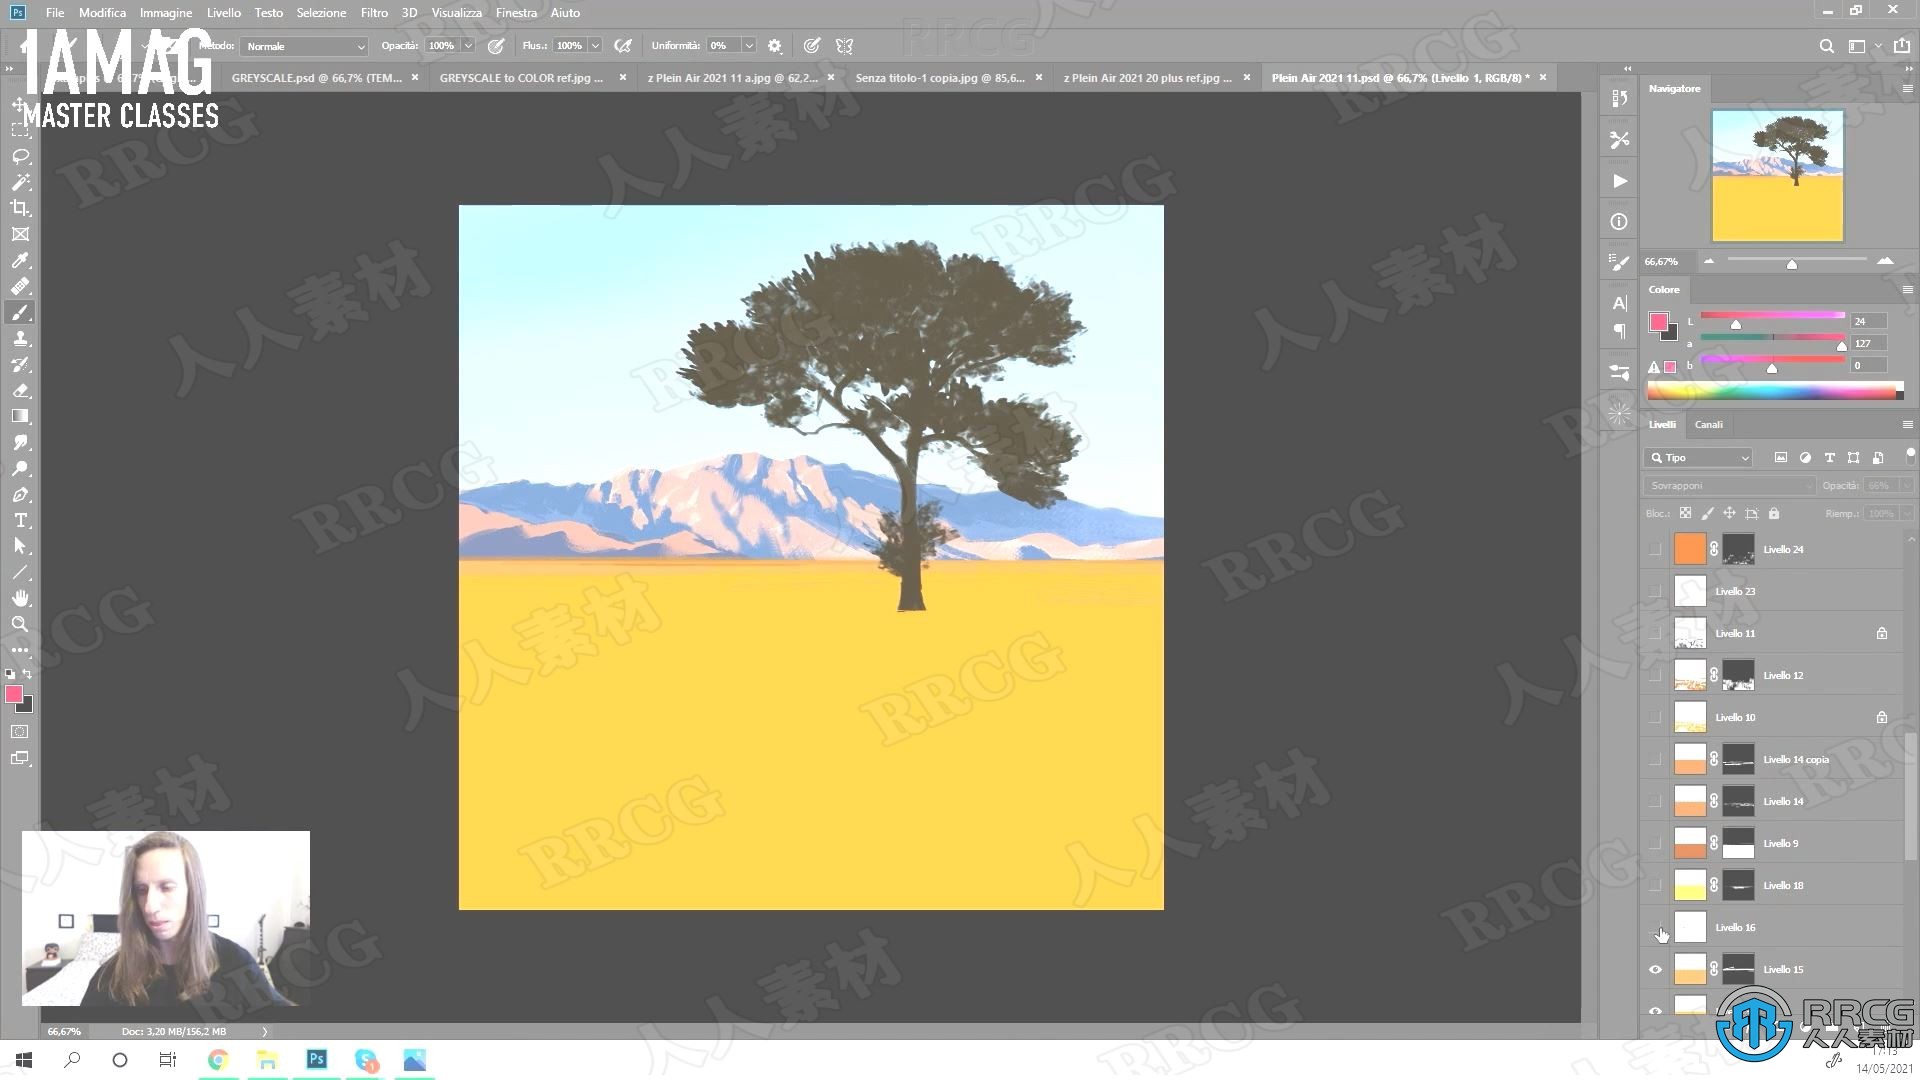 File Modifica Immagine Livello Testo Selezione Filtro 3D Visualizza Finestra Aiuto
Normale Opacità: 100% Flus.: 100% Uniformità: 0%
GREYSCALE.psd @ 66,7% (TEM... GREYSCALE to COLOR ref.jpg ... z Plein Air 2021 11 a.jpg @ 62,2... Senza titolo-1 copia.jpg @ 85,6... z Plein Air 2021 20 plus ref.jpg ... Plein Air 2021 11.psd @ 66,7% (Livello 1, RGB/8) *
IAMAG
MASTER CLASSES
Navigatore
66,67%
Colore
L 24
a 127
b 0
Livelli Canali
Tipo
Sovrapponi Opacità: 66%
Bloc.: Riemp.: 100%
Livello 24
Livello 23
Livello 11
Livello 12
Livello 10
Livello 14 copia
Livello 14
Livello 9
Livello 18
Livello 16
Livello 15
66,67% Doc: 3,20 MB/156,2 MB
RRCG
人人素材
17:13
14/05/2021